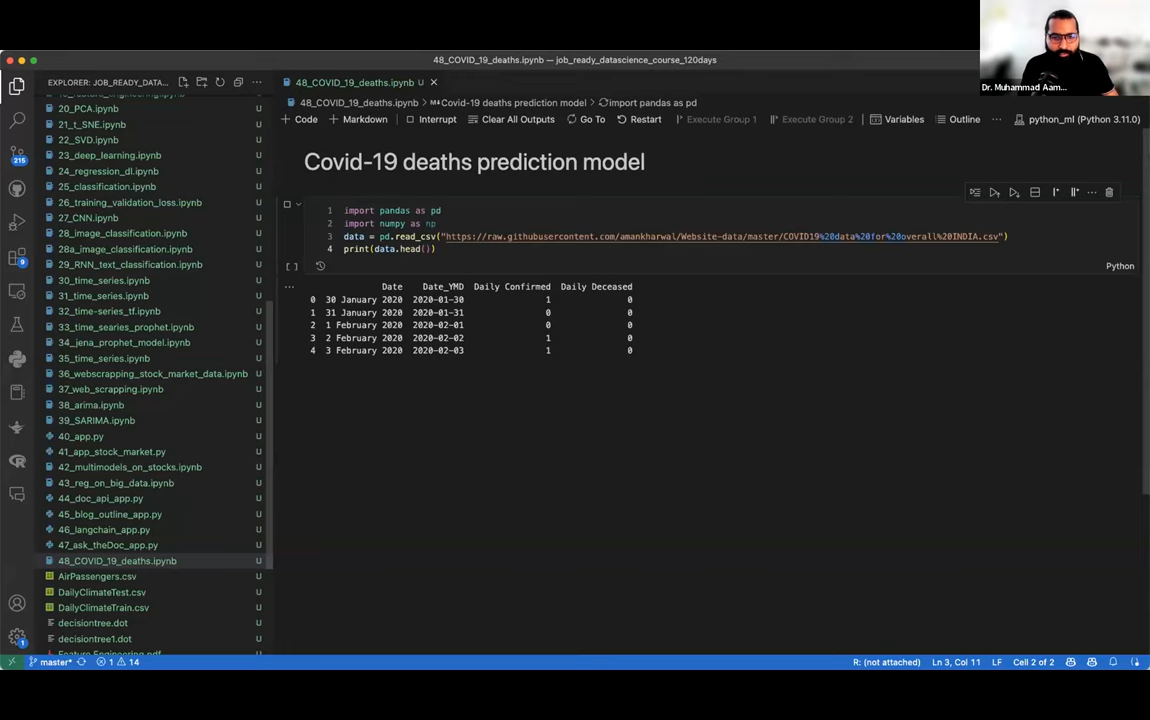 48_COVID_19_deaths.ipynb — job_ready_datascience_course_120days
Dr. Muhammad Aam...
EXPLORER: JOB_READY_DATA... ···
48_COVID_19_deaths.ipynb U
48_COVID_19_deaths.ipynb > Covid-19 deaths prediction model > import pandas as pd
+ Code + Markdown Interrupt Clear All Outputs Go To Restart Execute Group 1 Execute Group 2 Variables Outline ··· python_ml (Python 3.11.0)
20_PCA.ipynb U
21_t_SNE.ipynb U
22_SVD.ipynb U
23_deep_learning.ipynb U
24_regression_dl.ipynb U
25_classification.ipynb U
26_training_validation_loss.ipynb U
27_CNN.ipynb U
28_image_classification.ipynb U
28a_image_classification.ipynb U
29_RNN_text_classification.ipynb U
30_time_series.ipynb U
31_time_series.ipynb U
32_time-series_tf.ipynb U
33_time_searies_prophet.ipynb U
34_jena_prophet_model.ipynb U
35_time_series.ipynb U
36_webscrapping_stock_market_data.ipynb U
37_web_scrapping.ipynb U
38_arima.ipynb U
39_SARIMA.ipynb U
40_app.py U
41_app_stock_market.py U
42_multimodels_on_stocks.ipynb U
43_reg_on_big_data.ipynb U
44_doc_api_app.py U
45_blog_outline_app.py U
46_langchain_app.py U
47_ask_theDoc_app.py U
48_COVID_19_deaths.ipynb U
AirPassengers.csv U
DailyClimateTest.csv U
DailyClimateTrain.csv U
decisiontree.dot U
decisiontree1.dot U
215
9
1
Covid-19 deaths prediction model
1 import pandas as pd
2 import numpy as np
3 data = pd.read_csv("https://raw.githubusercontent.com/amankharwal/Website-data/master/COVID19%20data%20for%20overall%20INDIA.csv")
4 print(data.head())
[ ] Python
Date Date_YMD Daily Confirmed Daily Deceased
0 30 January 2020 2020-01-30 1 0
1 31 January 2020 2020-01-31 0 0
2 1 February 2020 2020-02-01 0 0
3 2 February 2020 2020-02-02 1 0
4 3 February 2020 2020-02-03 1 0
master* 1 14 R: (not attached) Ln 3, Col 11 LF Cell 2 of 2